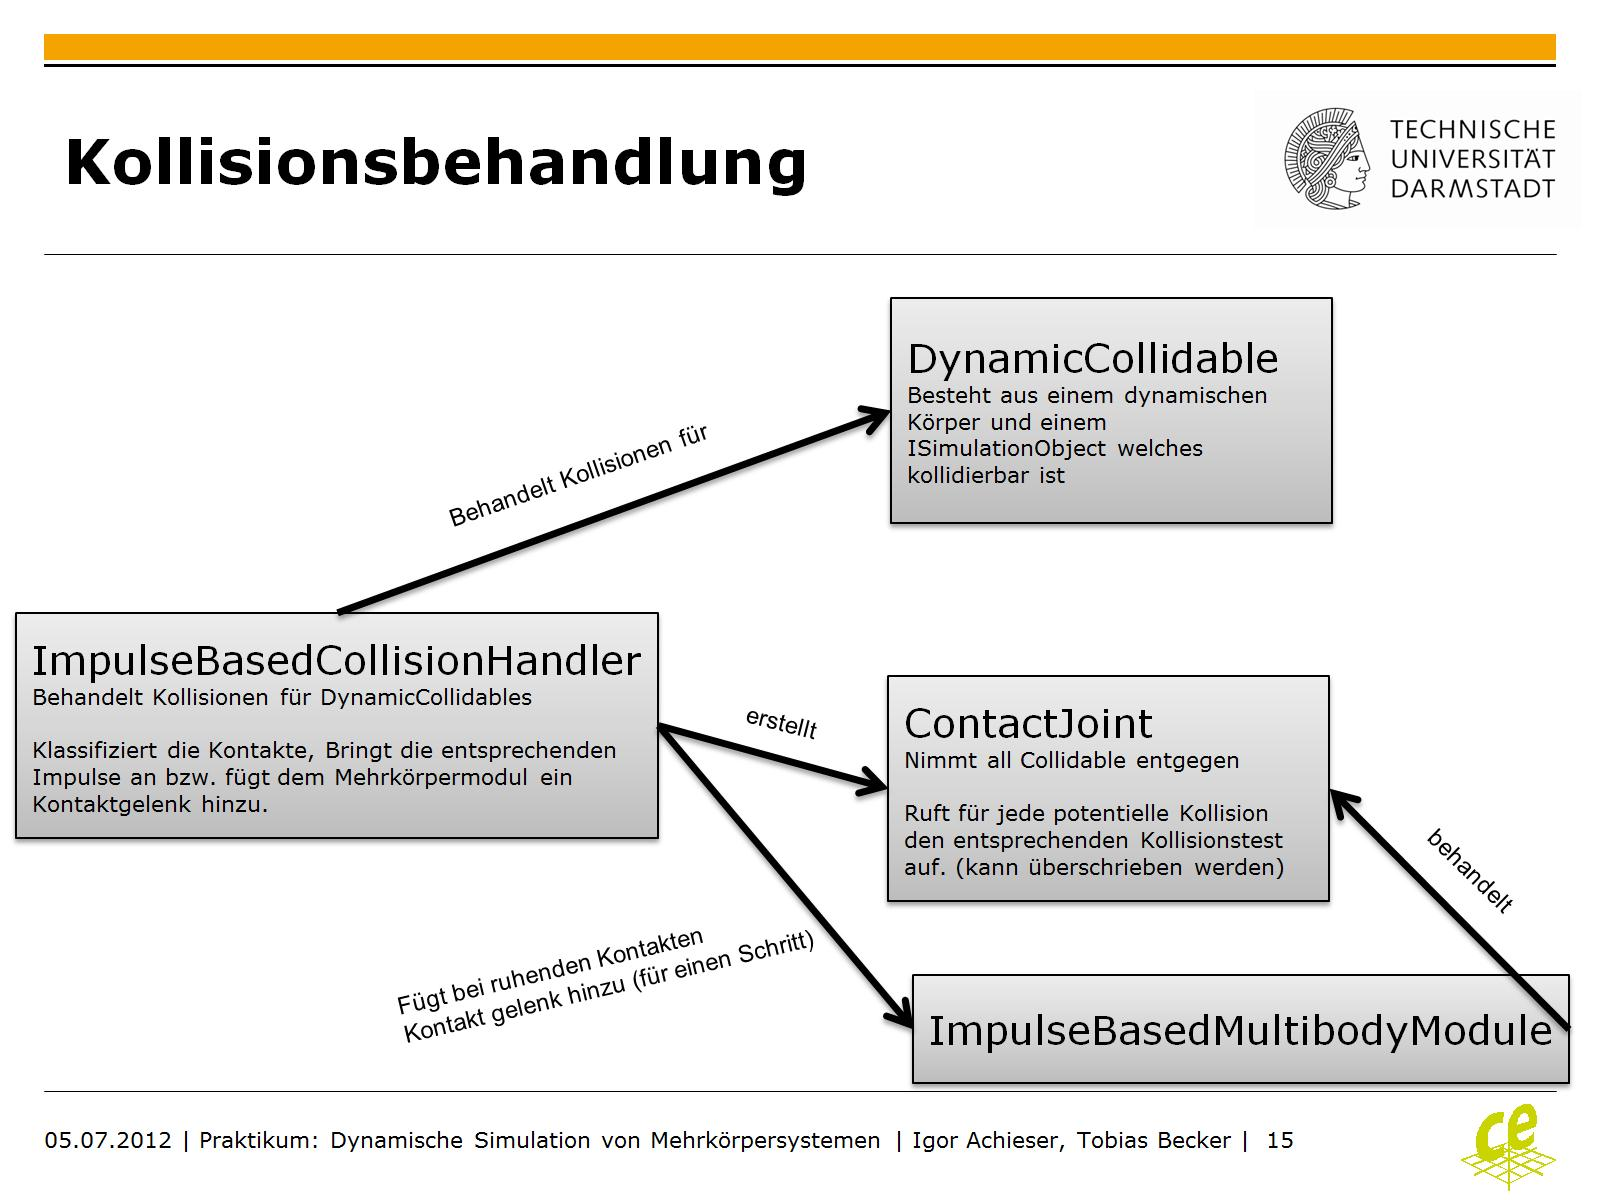 Kollisionsbehandlung
TECHNISCHE
UNIVERSITÄT
DARMSTADT
DynamicCollidable
Besteht aus einem dynamischen
Körper und einem
ISimulationObject welches
kollidierbar ist
Behandelt Kollisionen für
ImpulseBasedCollisionHandler
Behandelt Kollisionen für DynamicCollidables
Klassifiziert die Kontakte, Bringt die entsprechenden
Impulse an bzw. fügt dem Mehrkörpermodul ein
Kontaktgelenk hinzu.
erstellt
ContactJoint
Nimmt all Collidable entgegen
Ruft für jede potentielle Kollision
den entsprechenden Kollisionstest
auf. (kann überschrieben werden)
behandelt
Fügt bei ruhenden Kontakten
Kontakt gelenk hinzu (für einen Schritt)
ImpulseBasedMultibodyModule
05.07.2012 | Praktikum: Dynamische Simulation von Mehrkörpersystemen | Igor Achieser, Tobias Becker | 15
ce